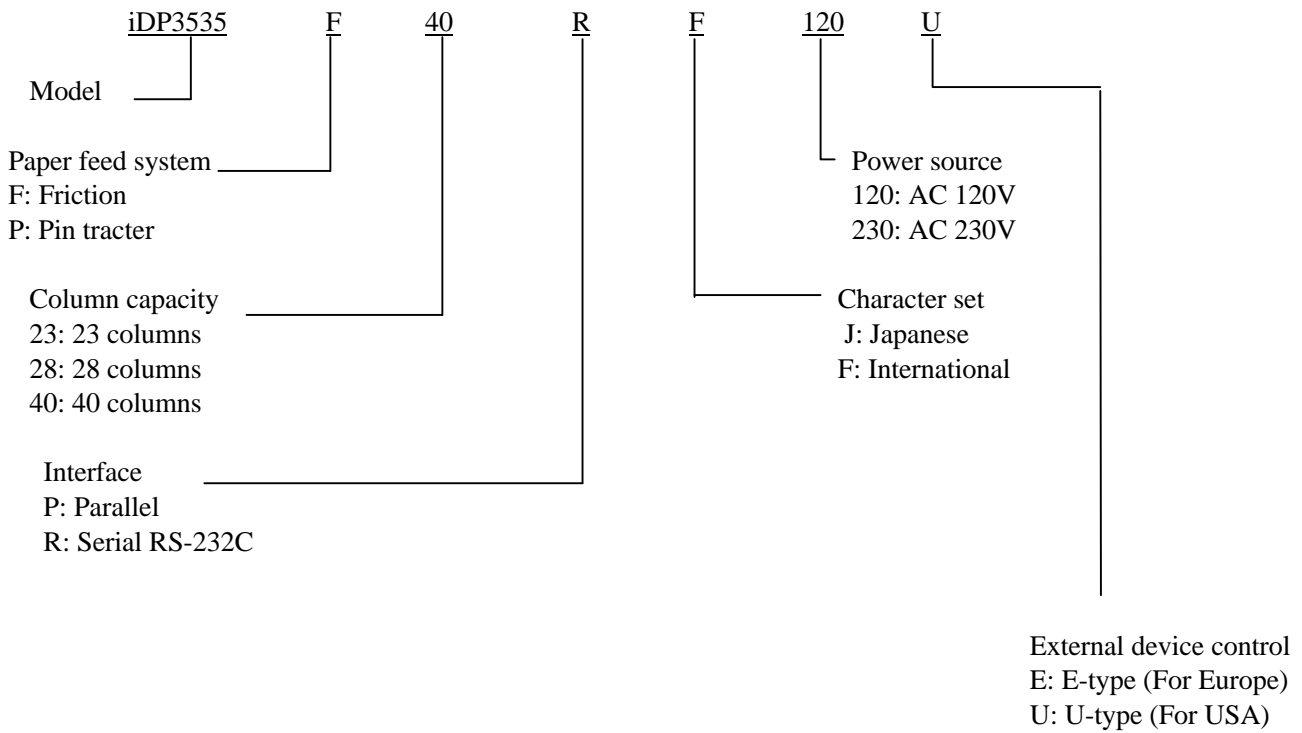 iDP3535 F 40 R F 120 U
Model
Paper feed system
F: Friction
P: Pin tracter
Power source
120: AC 120V
230: AC 230V
Column capacity
23: 23 columns
28: 28 columns
40: 40 columns
Character set
J: Japanese
F: International
Interface
P: Parallel
R: Serial RS-232C
External device control
E: E-type (For Europe)
U: U-type (For USA)